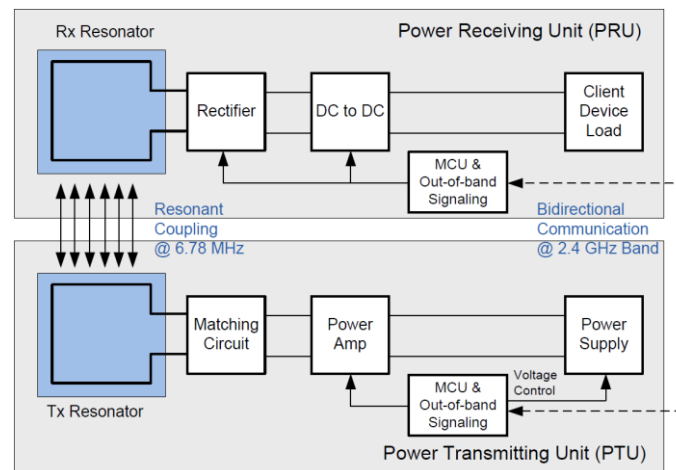 Rx Resonator
Power Receiving Unit (PRU)
Rectifier
DC to DC
Client
Device
Load
MCU &
Out-of-band
Signaling
Resonant
Coupling
@ 6.78 MHz
Bidirectional
Communication
@ 2.4 GHz Band
Matching
Circuit
Power
Amp
Power
Supply
Voltage
Control
MCU &
Out-of-band
Signaling
Tx Resonator
Power Transmitting Unit (PTU)